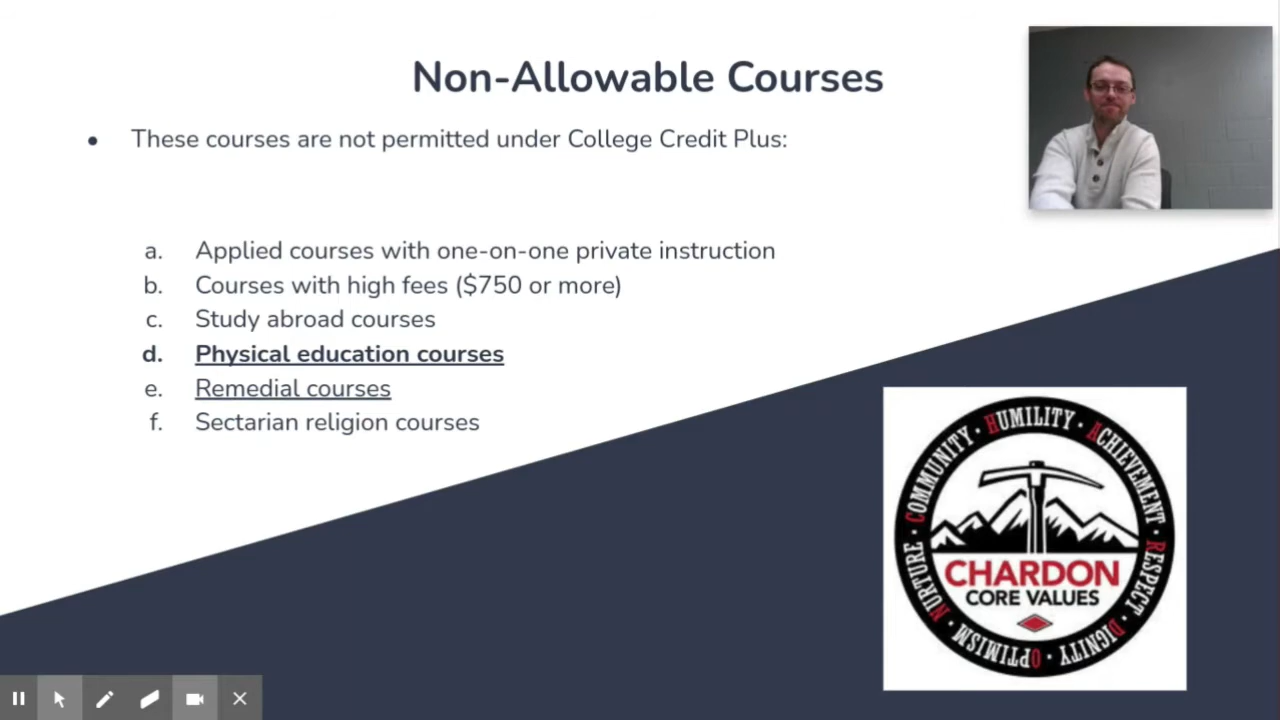 Non-Allowable Courses
● These courses are not permitted under College Credit Plus:
a. Applied courses with one-on-one private instruction
b. Courses with high fees ($750 or more)
c. Study abroad courses
d. Physical education courses
e. Remedial courses
f. Sectarian religion courses
COMMUNITY · HUMILITY · ACHIEVEMENT · RESPECT · DIGNITY · OPTIMISM · NURTURE ·
CHARDON
CORE VALUES